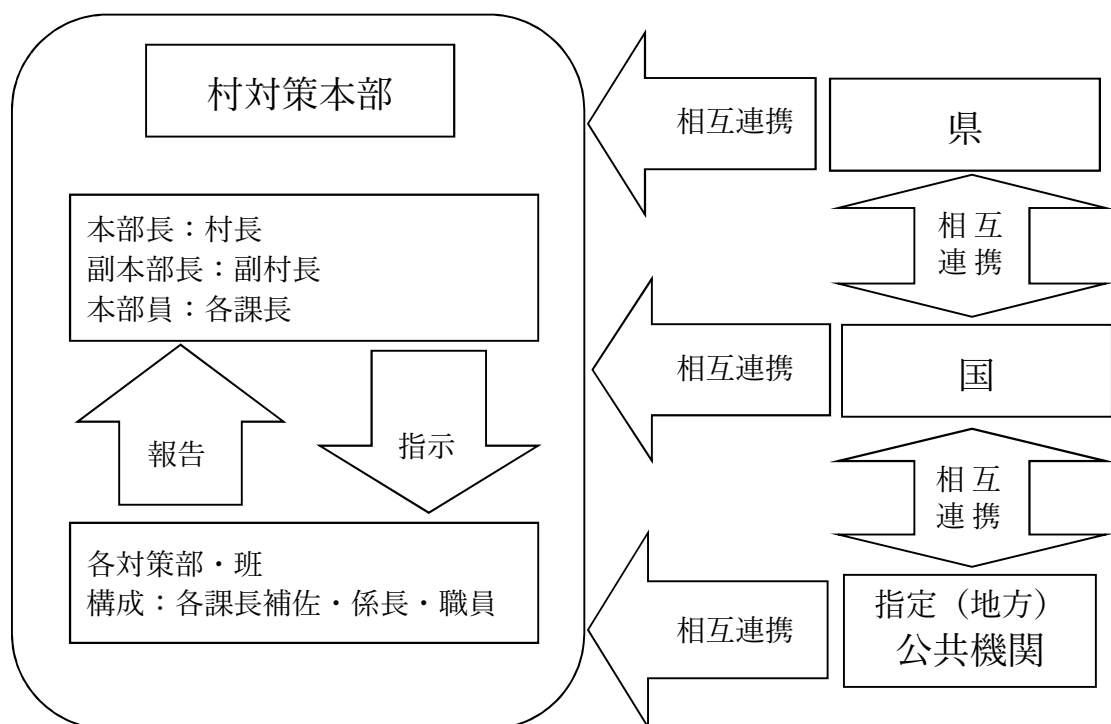 村対策本部
本部長：村長
副本部長：副村長
本部員：各課長
報告
指示
各対策部・班
構成：各課長補佐・係長・職員
相互連携
県
相互
連携
相互連携
国
相互
連携
相互連携
指定（地方）
公共機関